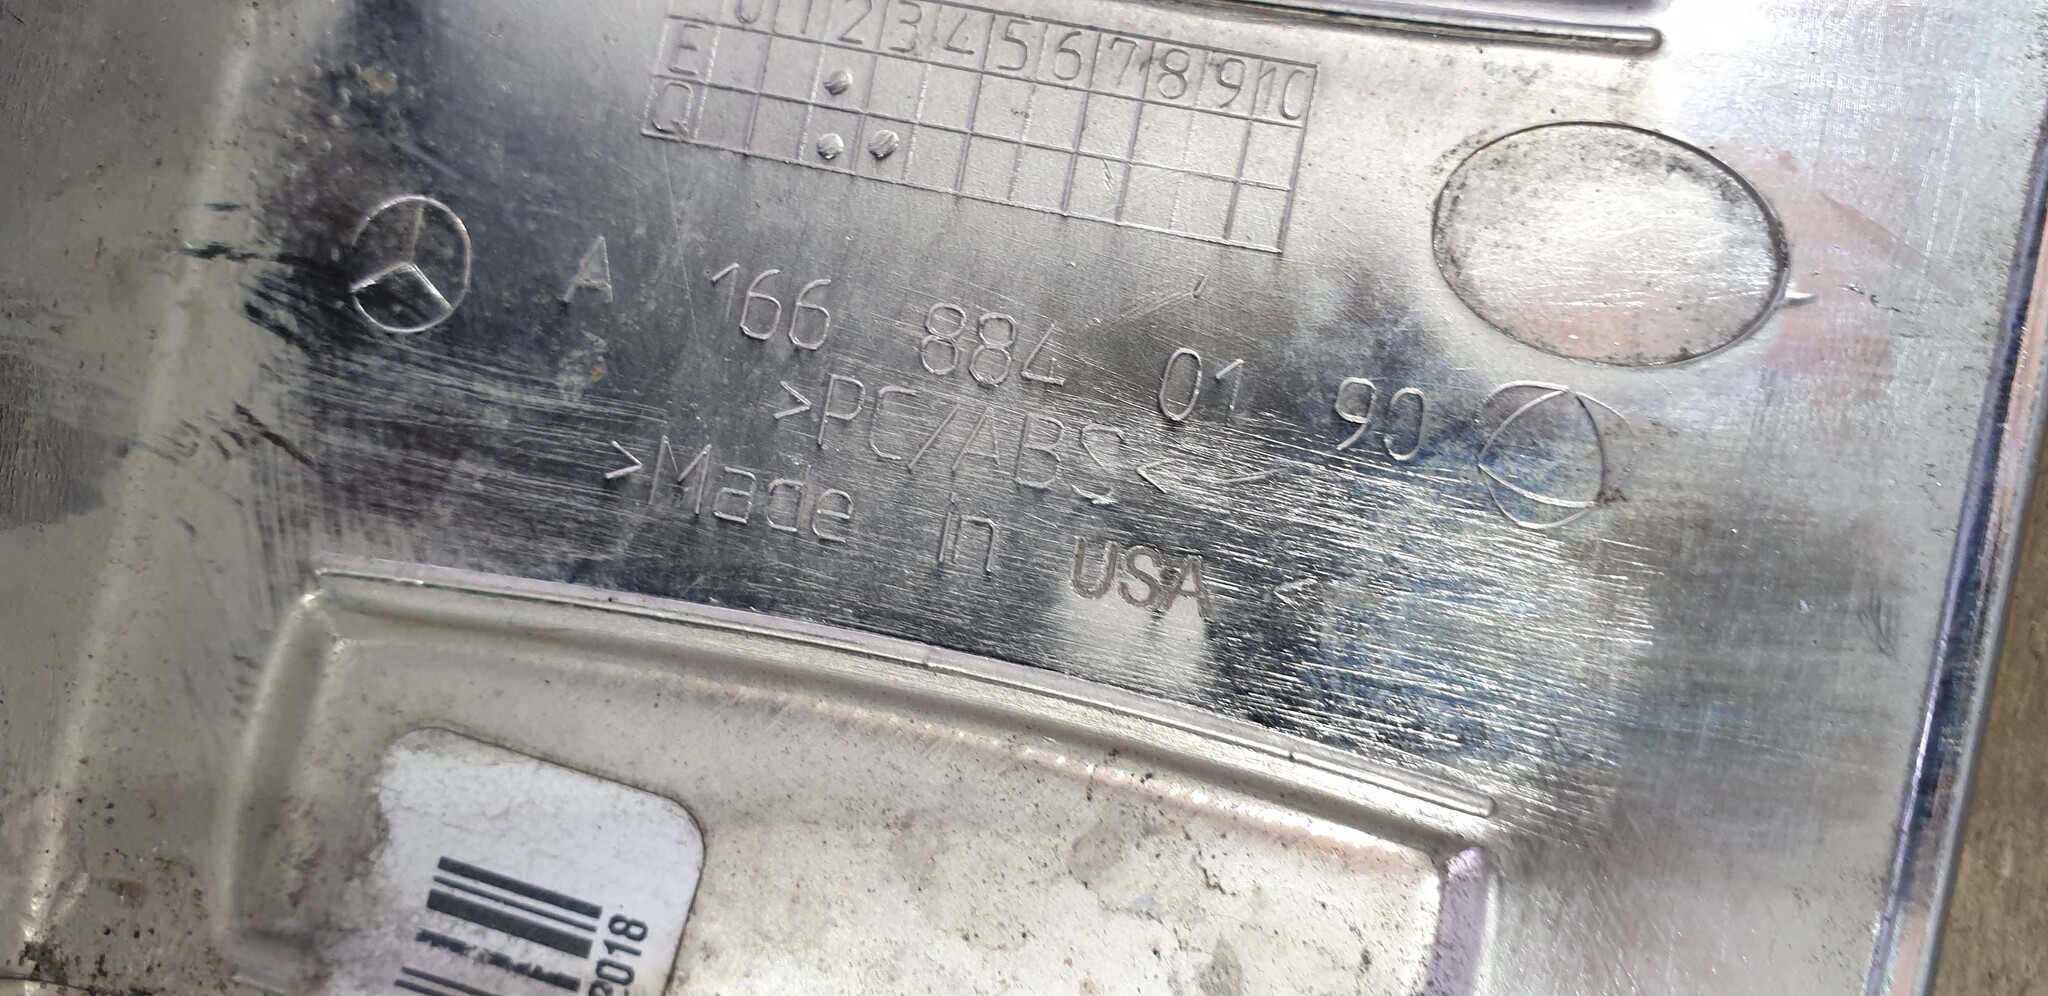 0 1 2 3 4 5 6 7 8 9 10
E
Q
A 166 884 01 90
>PC/ABS<
>Made in USA <
2018